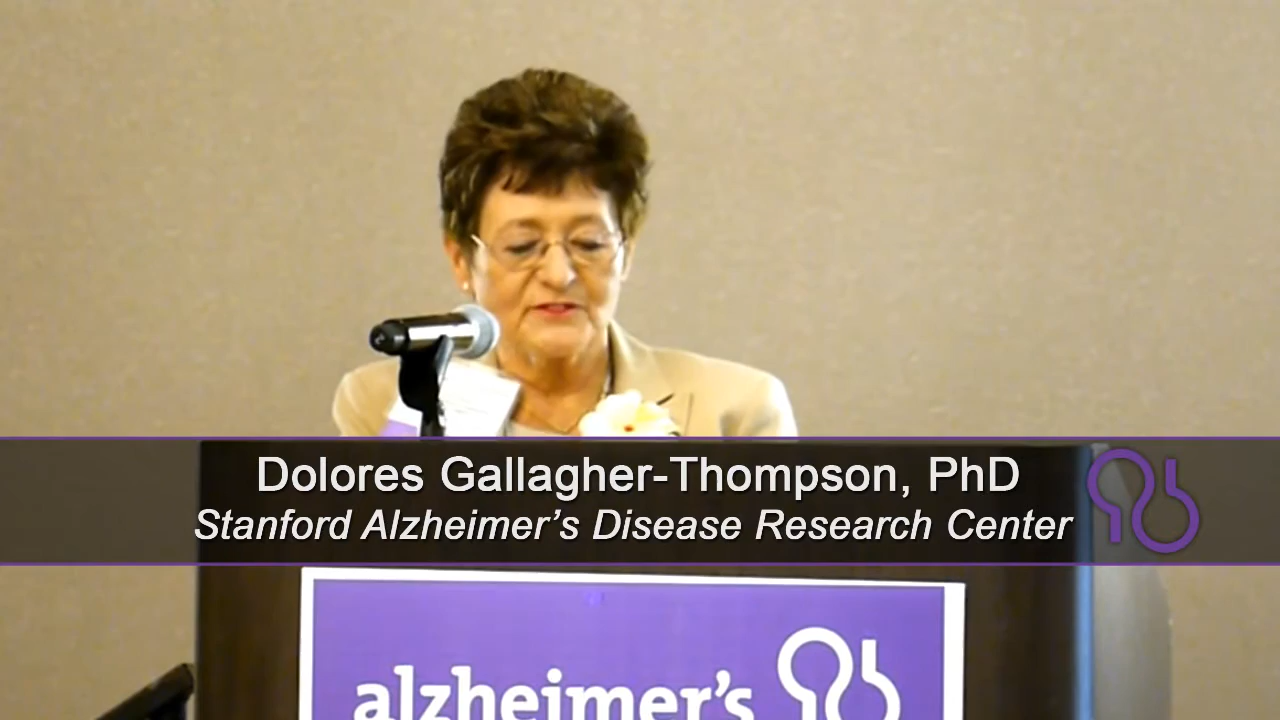 Dolores Gallagher-Thompson, PhD
Stanford Alzheimer’s Disease Research Center
alzheimer's